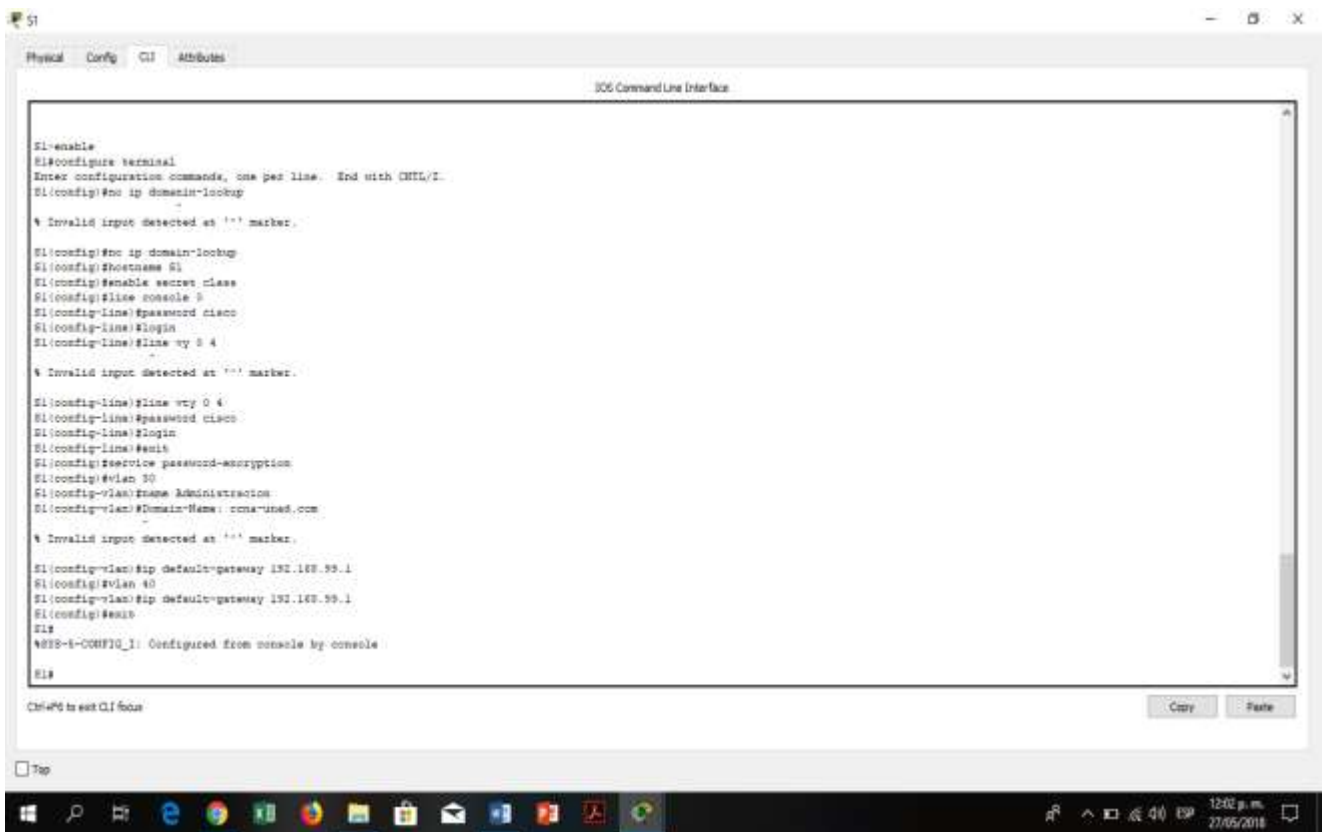 S1
Physical Config CLI Attributes
IOS Command Line Interface
S1>enable
S1#configure terminal
Enter configuration commands, one per line. End with CNTL/Z.
S1(config)#no ip domanin-lookup
^
% Invalid input detected at '^' marker.
S1(config)#no ip domain-lookup
S1(config)#hostname S1
S1(config)#enable secret class
S1(config)#line console 0
S1(config-line)#password cisco
S1(config-line)#login
S1(config-line)#line vy 0 4
^
% Invalid input detected at '^' marker.
S1(config-line)#line vty 0 4
S1(config-line)#password cisco
S1(config-line)#login
S1(config-line)#exit
S1(config)#service password-encryption
S1(config)#vlan 30
S1(config-vlan)#name Administracion
S1(config-vlan)#Domain-Name: ccna-unad.com
^
% Invalid input detected at '^' marker.
S1(config-vlan)#ip default-gateway 192.168.99.1
S1(config)#vlan 40
S1(config-vlan)#ip default-gateway 192.168.99.1
S1(config)#exit
S1#
%SYS-5-CONFIG_I: Configured from console by console
S1#
Ctrl+F6 to exit CLI focus
Copy Paste
Top
ESP
12:02 p. m.
27/05/2018